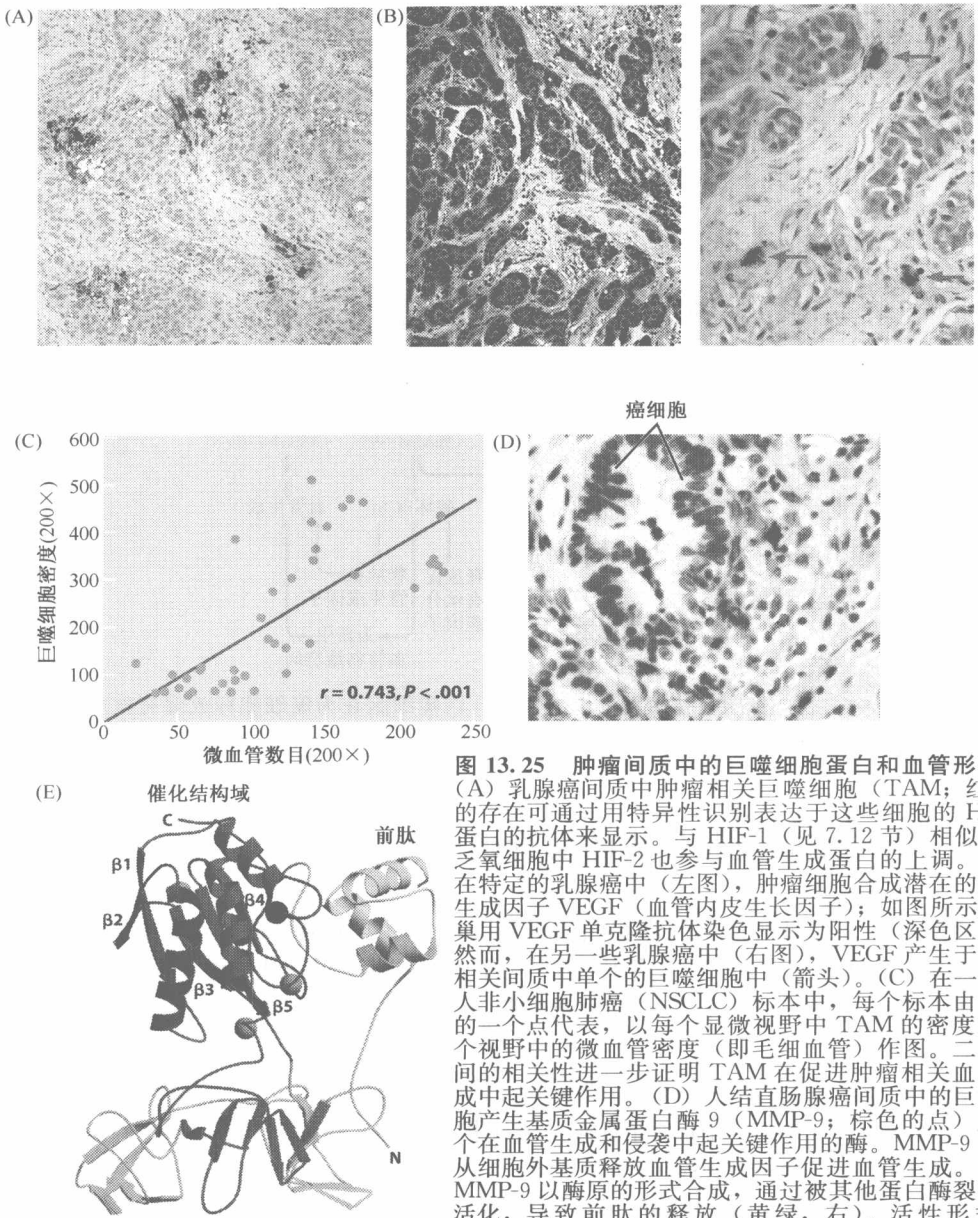 (A)
(B)
癌细胞
(C)
600
500
400
300
200
100
0
巨噬细胞密度(200×)
r = 0.743, P < .001
0
50
100
150
200
250
微血管数目(200×)
(D)
(E)
催化结构域
C
前肽
β1
β2
β4
β3
β5
N
图 13.25 肿瘤间质中的巨噬细胞蛋白和血管形
(A) 乳腺癌间质中肿瘤相关巨噬细胞(TAM;
的存在可通过用特异性识别表达于这些细胞的
蛋白的抗体来显示。与 HIF-1(见 7.12 节)相似
乏氧细胞中 HIF-2 也参与血管生成蛋白的上调。
在特定的乳腺癌中(左图),肿瘤细胞合成潜在的
生成因子 VEGF(血管内皮生长因子);如图所示
巢用 VEGF 单克隆抗体染色显示为阳性(深色区
然而,在另一些乳腺癌中(右图),VEGF 产生于
相关间质中单个的巨噬细胞中(箭头)。(C) 在一
人非小细胞肺癌(NSCLC)标本中,每个标本由
的一个点代表,以每个显微视野中 TAM 的密度
个视野中的微血管密度(即毛细血管)作图。二
间的相关性进一步证明 TAM 在促进肿瘤相关血
成中起关键作用。(D) 人结直肠腺癌间质中的巨
胞产生基质金属蛋白酶 9(MMP-9;棕色的点)
个在血管生成和侵袭中起关键作用的酶。MMP-9
从细胞外基质释放血管生成因子促进血管生成。
MMP-9 以酶原的形式合成,通过被其他蛋白酶裂
活化,导致前肽的释放(黄绿,右)。活性形